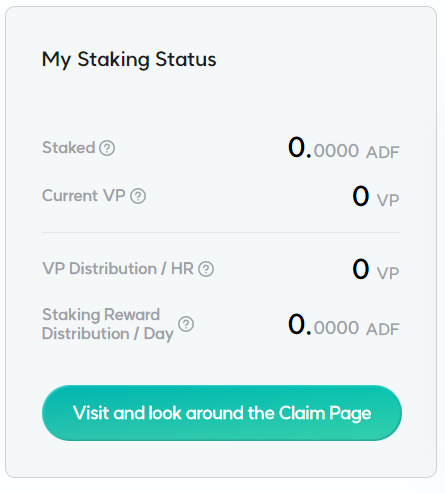 My Staking Status
Staked ? 0.0000 ADF
Current VP ? 0 VP
VP Distribution / HR ? 0 VP
Staking Reward
Distribution / Day ? 0.0000 ADF
Visit and look around the Claim Page